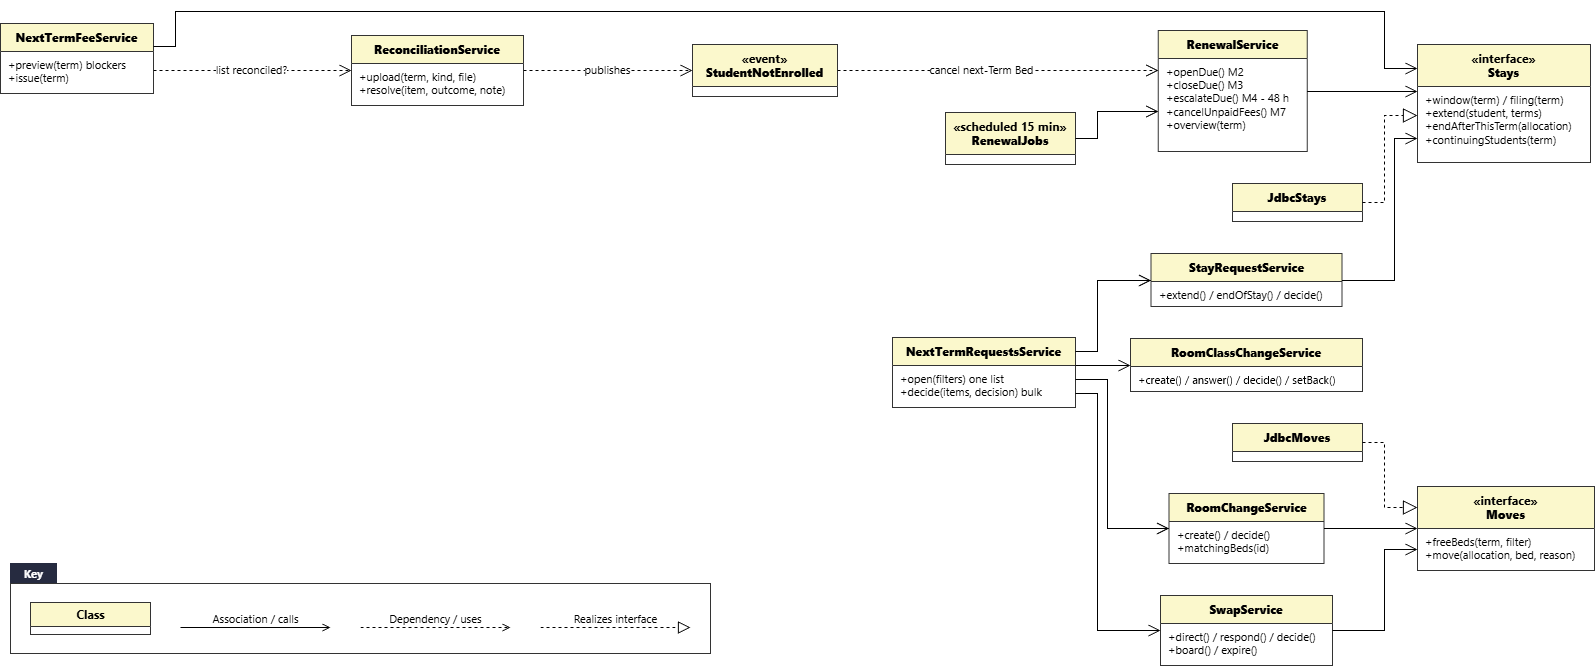 NextTermFeeService
+preview(term) blockers
+issue(term)
list reconciled?
ReconciliationService
+upload(term, kind, file)
+resolve(item, outcome, note)
publishes
«event»
StudentNotEnrolled
cancel next-Term Bed
RenewalService
+openDue() M2
+closeDue() M3
+escalateDue() M4 - 48 h
+cancelUnpaidFees() M7
+overview(term)
«interface»
Stays
+window(term) / filing(term)
+extend(student, terms)
+endAfterThisTerm(allocation)
+continuingStudents(term)
«scheduled 15 min»
RenewalJobs
JdbcStays
StayRequestService
+extend() / endOfStay() / decide()
NextTermRequestsService
+open(filters) one list
+decide(items, decision) bulk
RoomClassChangeService
+create() / answer() / decide() / setBack()
JdbcMoves
RoomChangeService
+create() / decide()
+matchingBeds(id)
«interface»
Moves
+freeBeds(term, filter)
+move(allocation, bed, reason)
SwapService
+direct() / respond() / decide()
+board() / expire()
Key
Class
Association / calls
Dependency / uses
Realizes interface